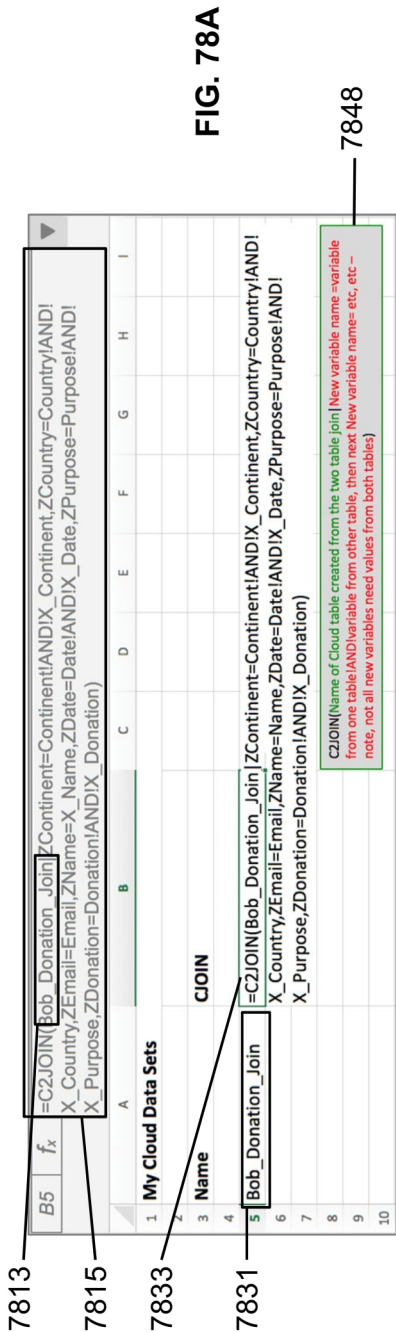 FIG. 78A
7813
7815
7833
7831
7848
B5 fx =C2JOIN(Bob_Donation_Join|ZContinent=Continent!AND!X_Continent,ZCountry=Country!AND!
X_Country,ZEmail=Email,ZName=X_Name,ZDate=Date!AND!X_Date,ZPurpose=Purpose!AND!
X_Purpose,ZDonation=Donation!AND!X_Donation)
A B C D E F G H I
1 My Cloud Data Sets
2
3 Name CJOIN
4
5 Bob_Donation_Join =C2JOIN(Bob_Donation_Join|ZContinent=Continent!AND!X_Continent,ZCountry=Country!AND!
6 X_Country,ZEmail=Email,ZName=Name,ZDate=Date!AND!X_Date,ZPurpose=Purpose!AND!
7 X_Purpose,ZDonation=Donation!AND!X_Donation)
8 C2JOIN(Name of Cloud table created from the two table join|New variable name =variable
9 from one table!AND!variable from other table, then next New variable name= etc, etc –
note, not all new variables need values from both tables)
10